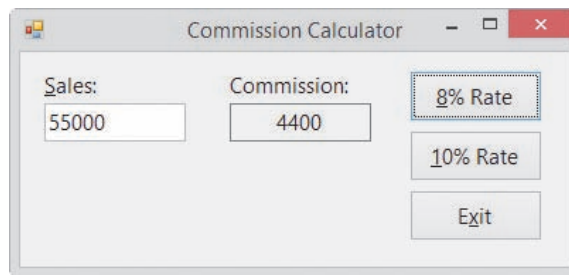 Commission Calculator
Sales:
55000
Commission:
4400
8% Rate
10% Rate
Exit